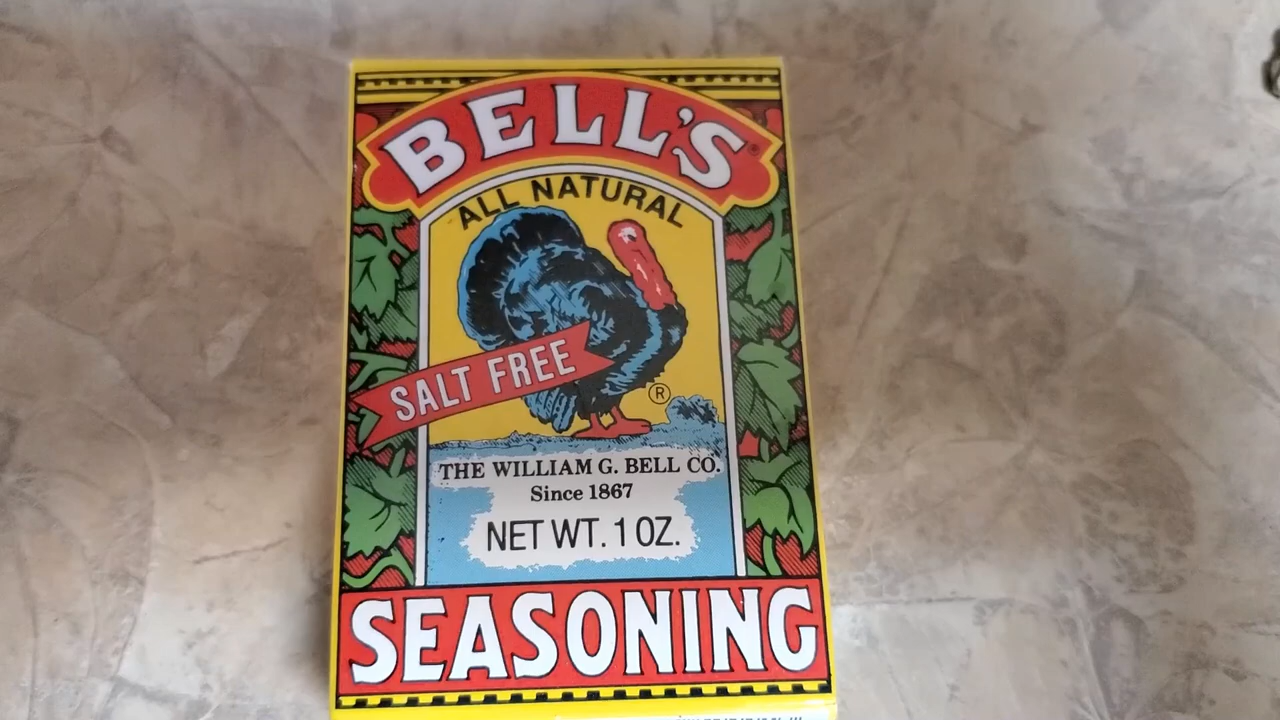 BELL'S®
ALL NATURAL
SALT FREE
®
THE WILLIAM G. BELL CO.
Since 1867
NET WT. 1 OZ.
SEASONING